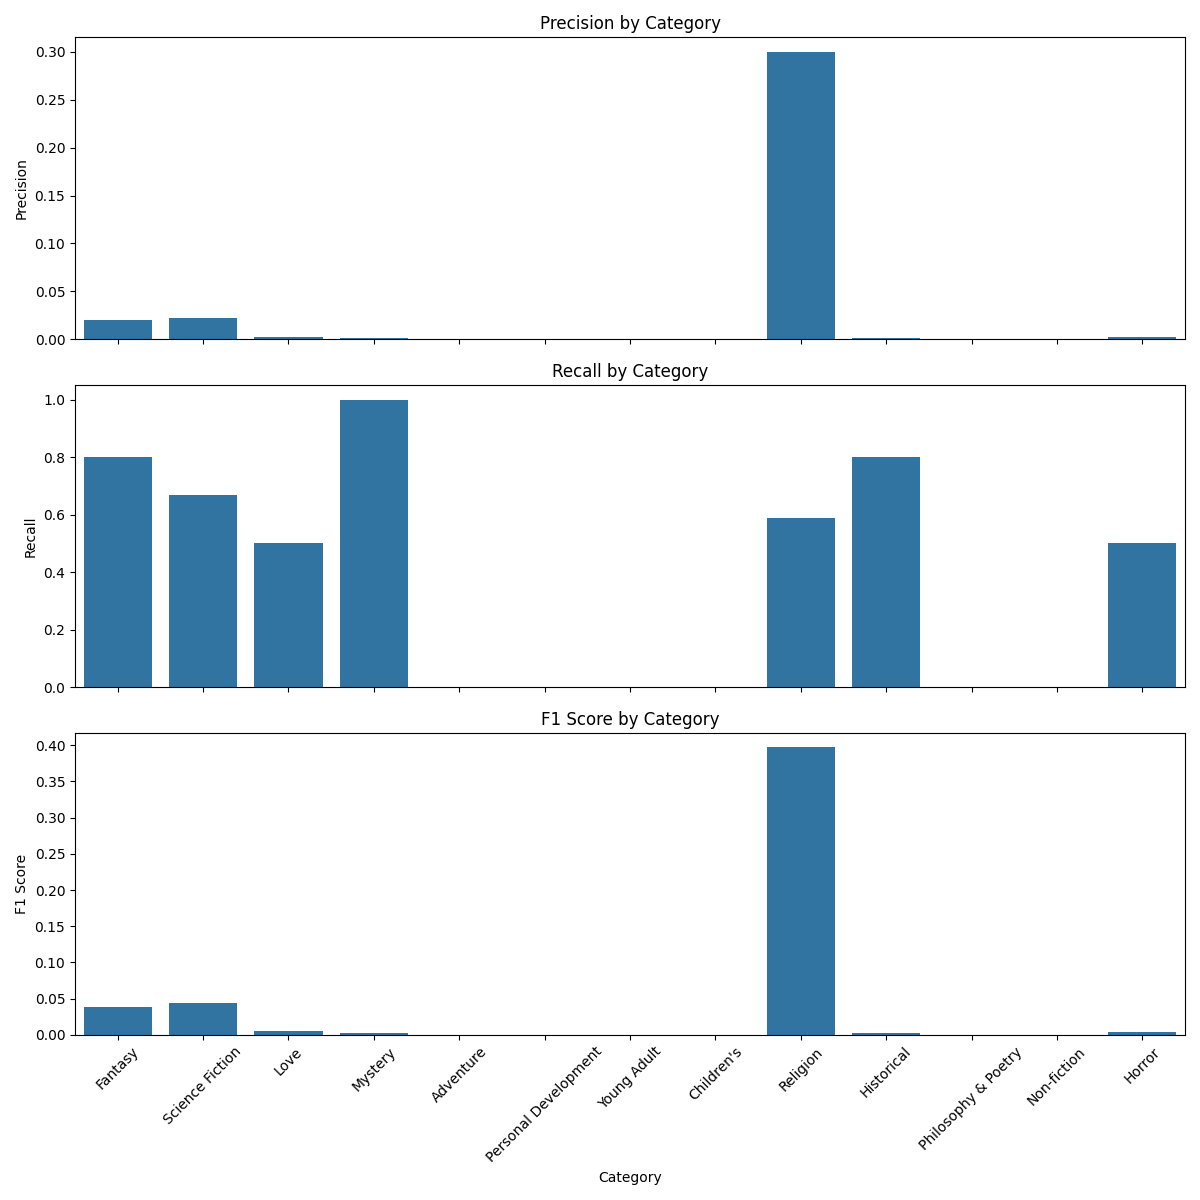 Precision by Category
0.30
0.25
0.20
0.15
0.10
0.05
0.00
Precision
Recall by Category
1.0
0.8
0.6
0.4
0.2
0.0
Recall
F1 Score by Category
0.40
0.35
0.30
0.25
0.20
0.15
0.10
0.05
0.00
F1 Score
Fantasy
Science Fiction
Love
Mystery
Adventure
Personal Development
Young Adult
Children's
Religion
Historical
Philosophy & Poetry
Non-fiction
Horror
Category